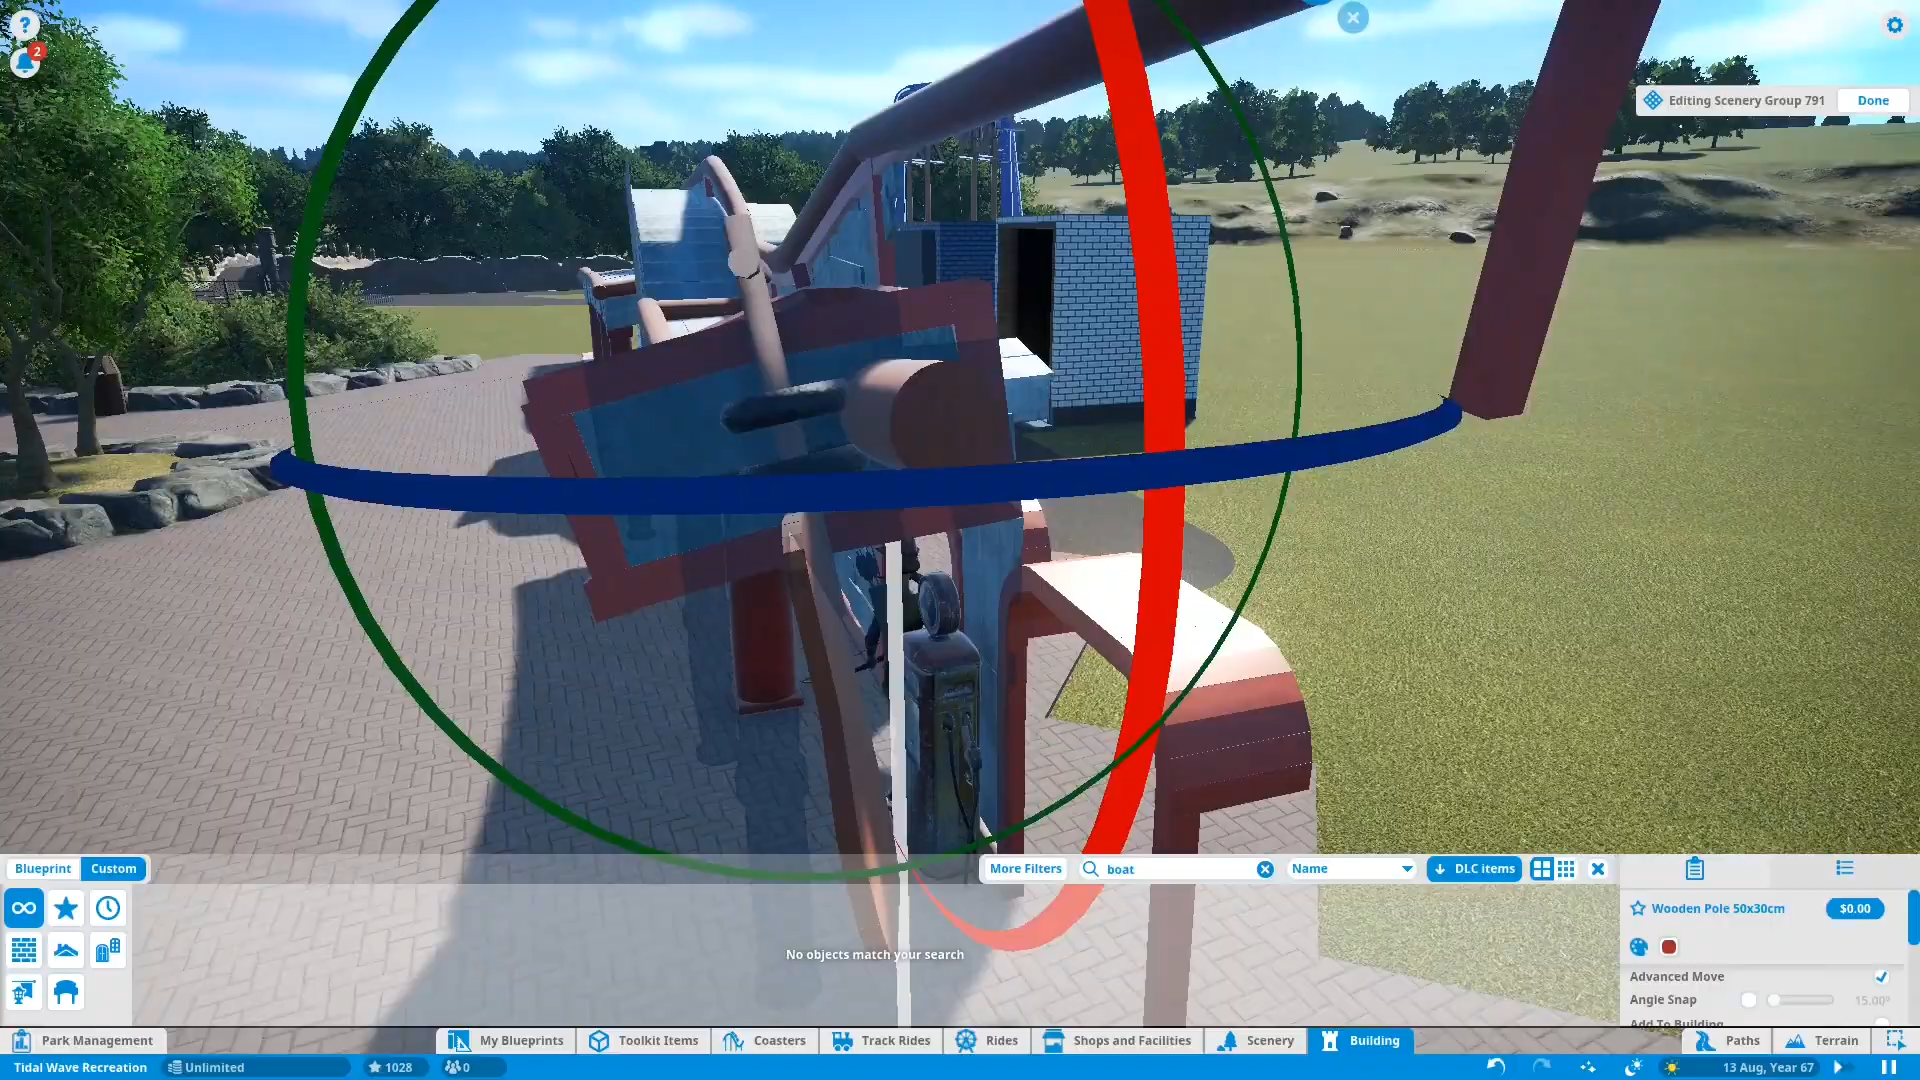 ?
2
Editing Scenery Group 791
Done
Blueprint
Custom
More Filters
boat
Name
DLC items
No objects match your search
Wooden Pole 50x30cm
$0.00
Advanced Move
Angle Snap
15.00°
Add To Building
Park Management
My Blueprints
Toolkit Items
Coasters
Track Rides
Rides
Shops and Facilities
Scenery
Building
Paths
Terrain
Tidal Wave Recreation
Unlimited
1028
0
13 Aug, Year 67